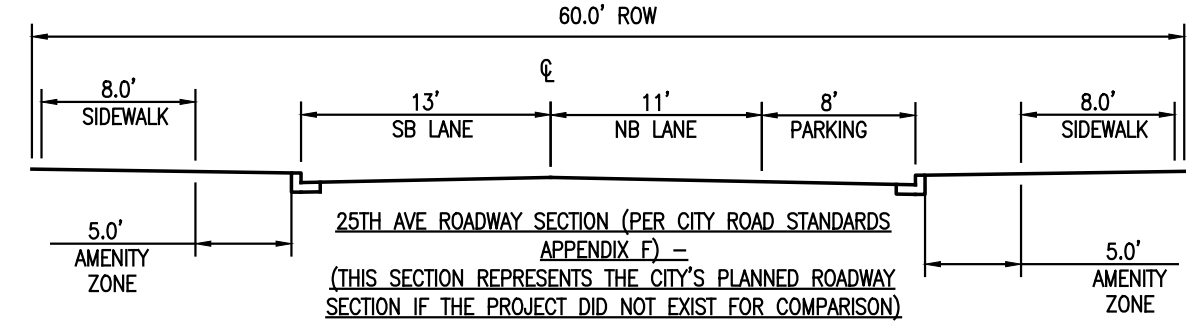 60.0' ROW
℄
8.0'
SIDEWALK
13'
SB LANE
11'
NB LANE
8'
PARKING
8.0'
SIDEWALK
5.0'
AMENITY
ZONE
25TH AVE ROADWAY SECTION (PER CITY ROAD STANDARDS
APPENDIX F) –
(THIS SECTION REPRESENTS THE CITY'S PLANNED ROADWAY
SECTION IF THE PROJECT DID NOT EXIST FOR COMPARISON)
5.0'
AMENITY
ZONE